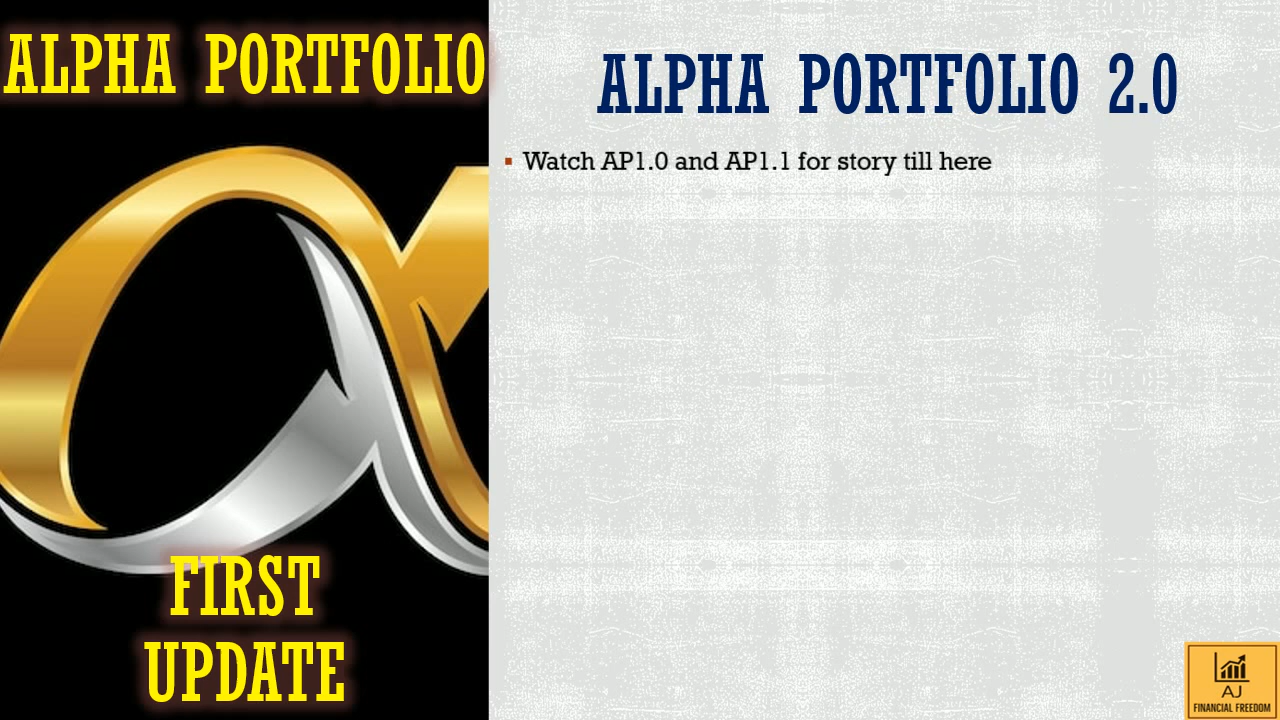 ALPHA PORTFOLIO
FIRST
UPDATE
ALPHA PORTFOLIO 2.0
Watch AP1.0 and AP1.1 for story till here
AJ
FINANCIAL FREEDOM